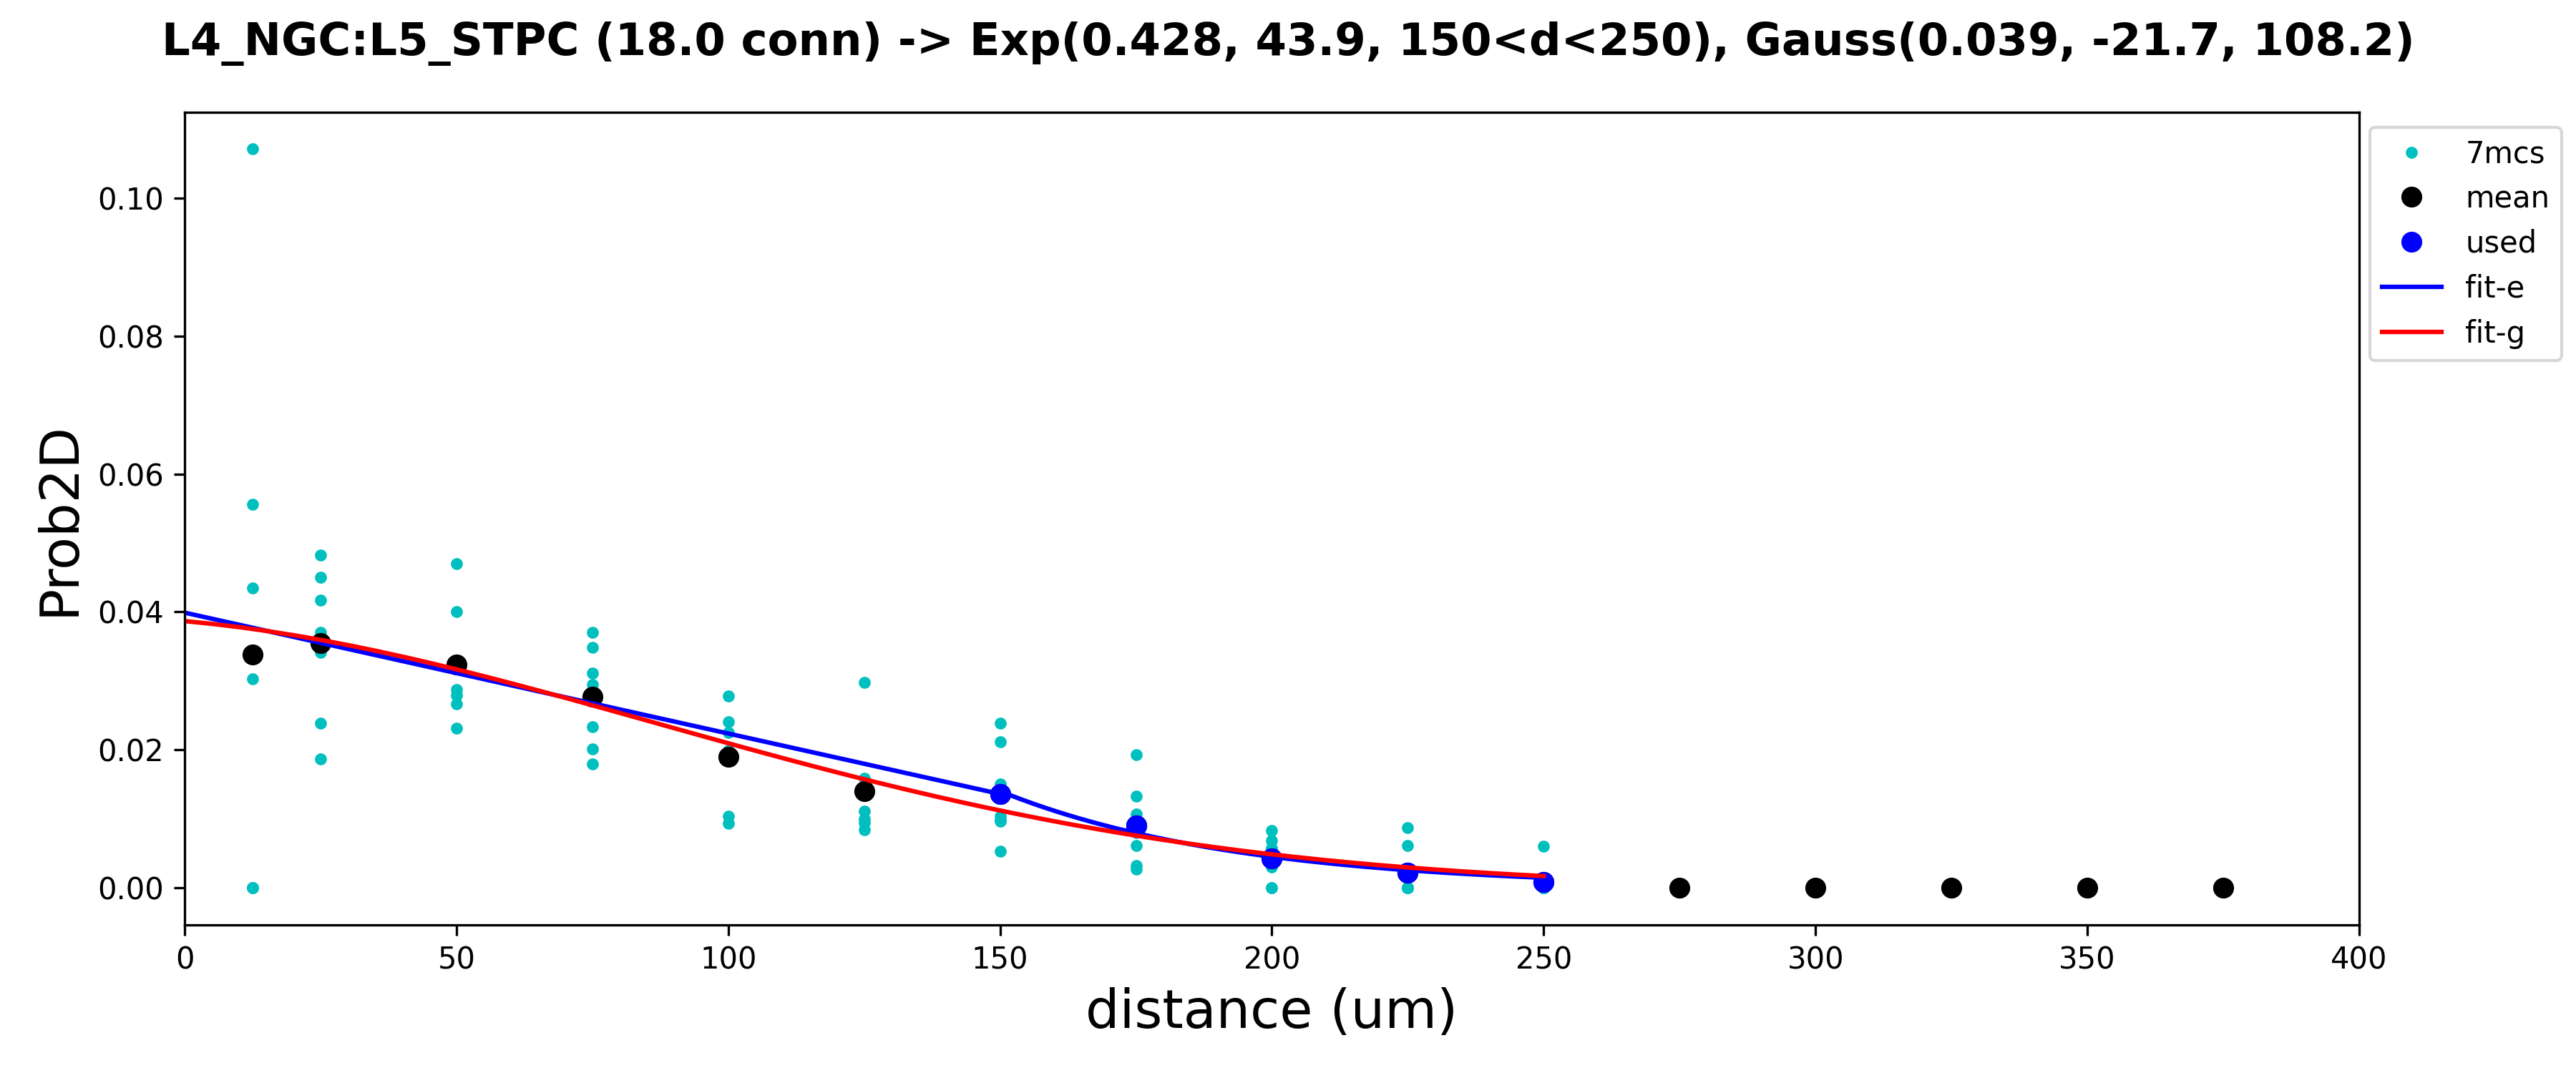 L4_NGC:L5_STPC (18.0 conn) -> Exp(0.428, 43.9, 150<d<250), Gauss(0.039, -21.7, 108.2)
7mcs
mean
used
fit-e
fit-g
Prob2D
0.10
0.08
0.06
0.04
0.02
0.00
0 50 100 150 200 250 300 350 400
distance (um)